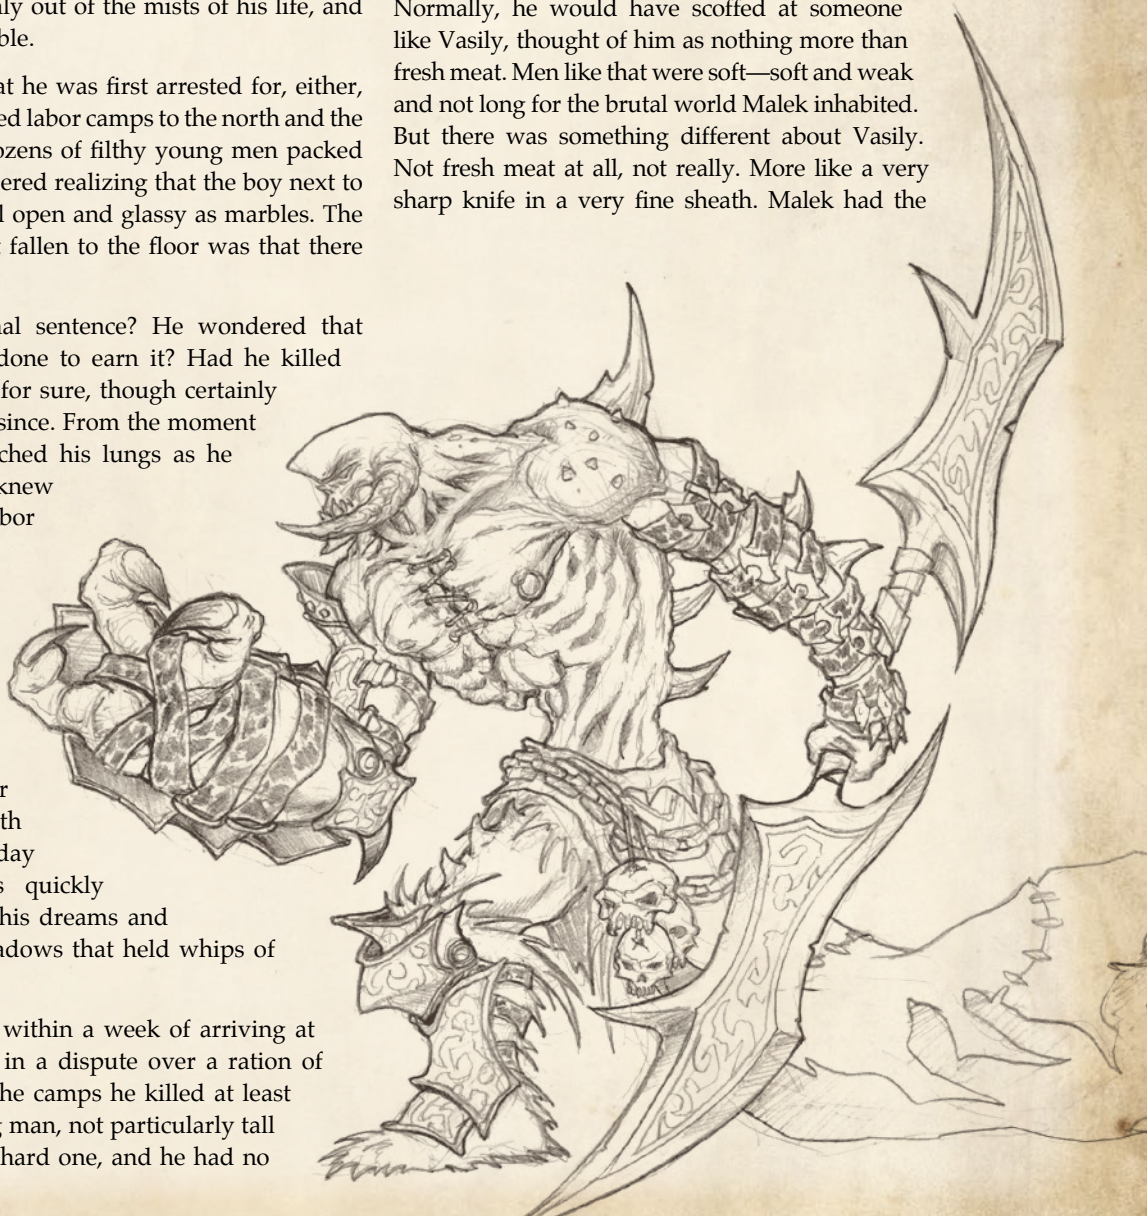 ly out of the mists of his life, and
ble.
at he was first arrested for, either,
ed labor camps to the north and the
ozens of filthy young men packed
ered realizing that the boy next to
l open and glassy as marbles. The
fallen to the floor was that there
al sentence? He wondered that
done to earn it? Had he killed
for sure, though certainly
since. From the moment
ched his lungs as he
knew
bor
r
th
day
s quickly
his dreams and
adows that held whips of
within a week of arriving at
in a dispute over a ration of
he camps he killed at least
g man, not particularly tall
hard one, and he had no
Normally, he would have scoffed at someone
like Vasily, thought of him as nothing more than
fresh meat. Men like that were soft—soft and weak
and not long for the brutal world Malek inhabited.
But there was something different about Vasily.
Not fresh meat at all, not really. More like a very
sharp knife in a very fine sheath. Malek had the